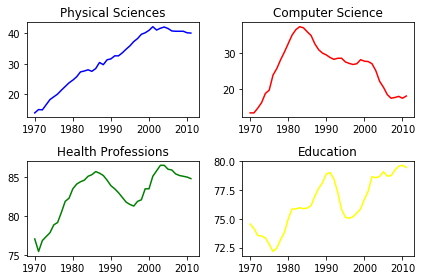 Physical Sciences
40
30
20
1970 1980 1990 2000 2010
Computer Science
30
20
1970 1980 1990 2000 2010
Health Professions
85
80
75
1970 1980 1990 2000 2010
Education
80.0
77.5
75.0
72.5
1970 1980 1990 2000 2010